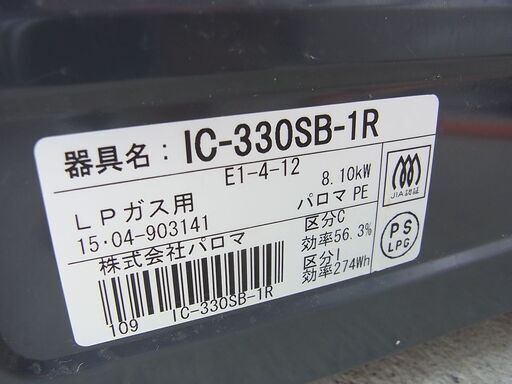 器具名：IC-330SB-1R
E1-4-12
8.10kW
LPガス用
パロマ PE
15・04-903141
区分C
効率56.3%
株式会社パロマ
区分I
効率274Wh
109 IC-330SB-1R
JIA認証
PS
LPG